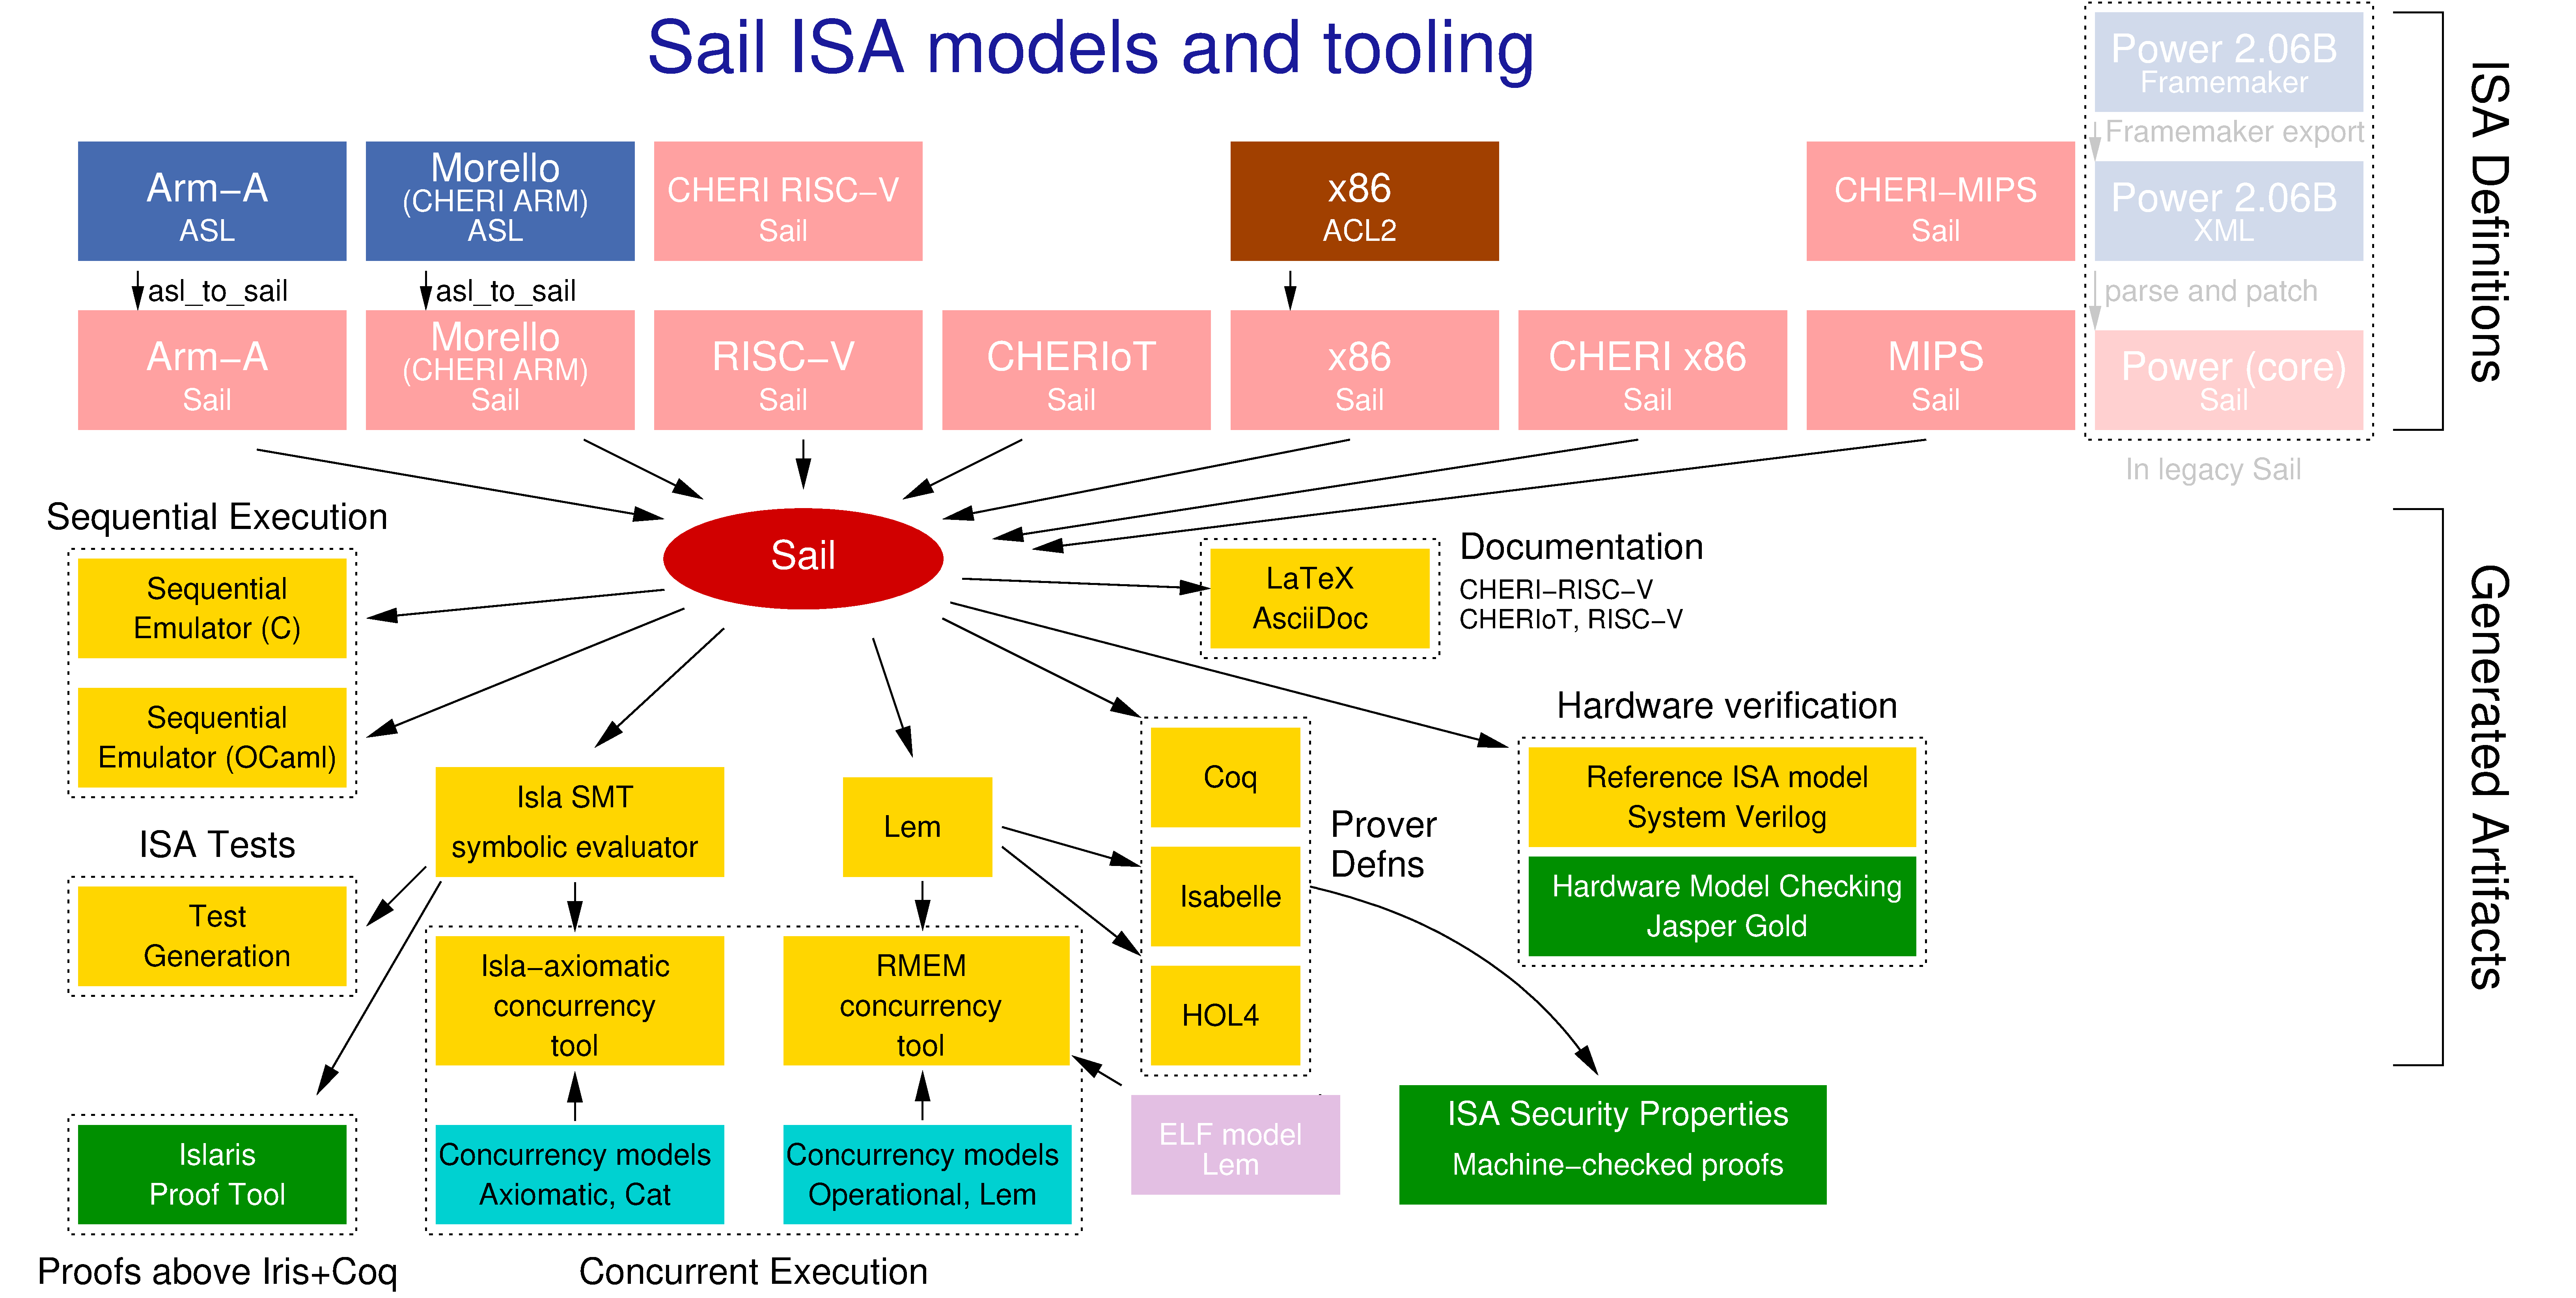 Sail ISA models and tooling
Power 2.06B
Framemaker
Framemaker export
Power 2.06B
XML
parse and patch
Power (core)
Sail
In legacy Sail
ISA Definitions
Arm–A
ASL
Morello
(CHERI ARM)
ASL
CHERI RISC–V
Sail
x86
ACL2
CHERI–MIPS
Sail
asl_to_sail
asl_to_sail
Arm–A
Sail
Morello
(CHERI ARM)
Sail
RISC–V
Sail
CHERIoT
Sail
x86
Sail
CHERI x86
Sail
MIPS
Sail
Sail
Sequential Execution
Sequential
Emulator (C)
Sequential
Emulator (OCaml)
Documentation
LaTeX
AsciiDoc
CHERI–RISC–V
CHERIoT, RISC–V
Generated Artifacts
Hardware verification
Reference ISA model
System Verilog
Hardware Model Checking
Jasper Gold
Isla SMT
symbolic evaluator
Lem
Coq
Isabelle
HOL4
Prover
Defns
ISA Tests
Test
Generation
Isla–axiomatic
concurrency
tool
RMEM
concurrency
tool
Islaris
Proof Tool
Concurrency models
Axiomatic, Cat
Concurrency models
Operational, Lem
ELF model
Lem
ISA Security Properties
Machine–checked proofs
Proofs above Iris+Coq
Concurrent Execution